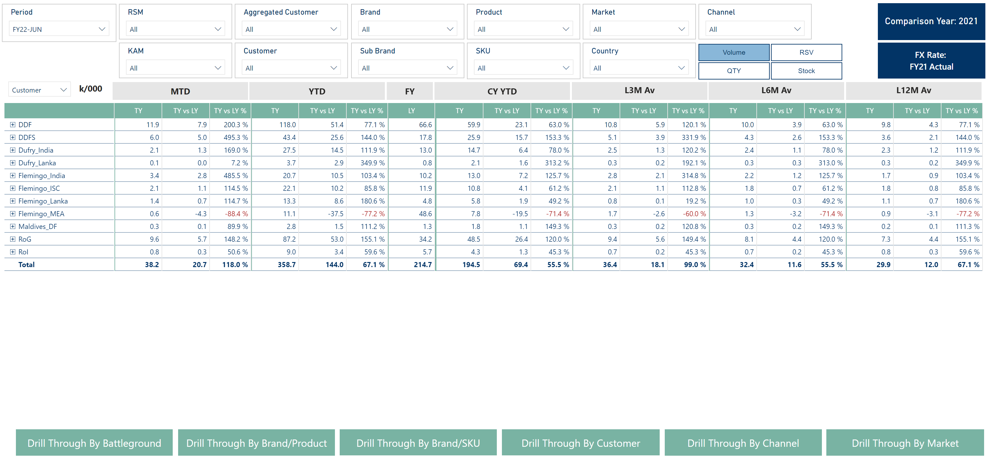 Period RSM Aggregated Customer Brand Product Market Channel
FY22-JUN All All All All All All
Comparison Year: 2021
KAM Customer Sub Brand SKU Country
All All All All All
Volume RSV
QTY Stock
FX Rate:
FY21 Actual
Customer k/000 MTD YTD FY CY YTD L3M Av L6M Av L12M Av
TY TY vs LY TY vs LY % TY TY vs LY TY vs LY % LY TY TY vs LY TY vs LY % TY TY vs LY TY vs LY % TY TY vs LY TY vs LY % TY TY vs LY TY vs LY %
DDF 11.9 7.9 200.3 % 118.0 51.4 77.1 % 66.6 59.9 23.1 63.0 % 10.8 5.9 120.1 % 10.0 3.9 63.0 % 9.8 4.3 77.1 %
DDFS 6.0 5.0 495.3 % 43.4 25.6 144.0 % 17.8 25.9 15.7 153.3 % 5.1 3.9 331.9 % 4.3 2.6 153.3 % 3.6 2.1 144.0 %
Dufry_India 2.1 1.3 169.0 % 27.5 14.5 111.9 % 13.0 14.7 6.4 78.0 % 2.5 1.3 120.2 % 2.4 1.1 78.0 % 2.3 1.2 111.9 %
Dufry_Lanka 0.1 0.0 7.2 % 3.7 2.9 349.9 % 0.8 2.1 1.6 313.2 % 0.3 0.2 192.1 % 0.3 0.3 313.0 % 0.3 0.2 349.9 %
Flemingo_India 3.4 2.8 485.5 % 20.7 10.5 103.4 % 10.2 13.0 7.2 125.7 % 2.8 2.1 314.8 % 2.2 1.2 125.7 % 1.7 0.9 103.4 %
Flemingo_ISC 2.1 1.1 114.5 % 22.1 10.2 85.8 % 11.9 10.8 4.1 61.2 % 2.1 1.1 112.8 % 1.8 0.7 61.2 % 1.8 0.8 85.8 %
Flemingo_Lanka 1.4 0.7 114.7 % 13.3 8.6 180.6 % 4.8 5.8 1.9 49.2 % 0.8 0.1 19.2 % 1.0 0.3 49.2 % 1.1 0.7 180.6 %
Flemingo_MEA 0.6 -4.3 -88.4 % 11.1 -37.5 -77.2 % 48.6 7.8 -19.5 -71.4 % 1.7 -2.6 -60.0 % 1.3 -3.2 -71.4 % 0.9 -3.1 -77.2 %
Maldives_DF 0.3 0.1 89.9 % 2.8 1.5 111.2 % 1.3 1.8 1.1 149.3 % 0.3 0.2 120.8 % 0.3 0.2 149.3 % 0.2 0.1 111.3 %
RoG 9.6 5.7 148.2 % 87.2 53.0 155.1 % 34.2 48.5 26.4 120.0 % 9.4 5.6 149.4 % 8.1 4.4 120.0 % 7.3 4.4 155.1 %
RoI 0.8 0.3 50.6 % 9.0 3.4 59.6 % 5.7 4.3 1.3 45.3 % 0.7 0.2 45.3 % 0.7 0.2 45.3 % 0.8 0.3 59.6 %
Total 38.2 20.7 118.0 % 358.7 144.0 67.1 % 214.7 194.5 69.4 55.5 % 36.4 18.1 99.0 % 32.4 11.6 55.5 % 29.9 12.0 67.1 %
Drill Through By Battleground Drill Through By Brand/Product Drill Through By Brand/SKU Drill Through By Customer Drill Through By Channel Drill Through By Market